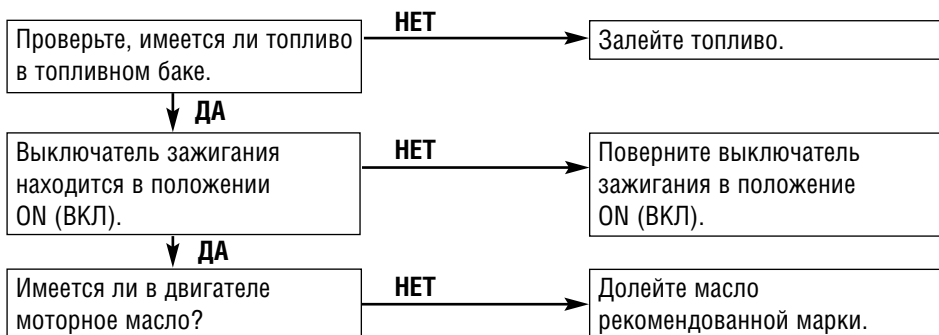 Проверьте, имеется ли топливо
в топливном баке.
НЕТ
Залейте топливо.
ДА
Выключатель зажигания
находится в положении
ON (ВКЛ).
НЕТ
Поверните выключатель
зажигания в положение
ON (ВКЛ).
ДА
Имеется ли в двигателе
моторное масло?
НЕТ
Долейте масло
рекомендованной марки.